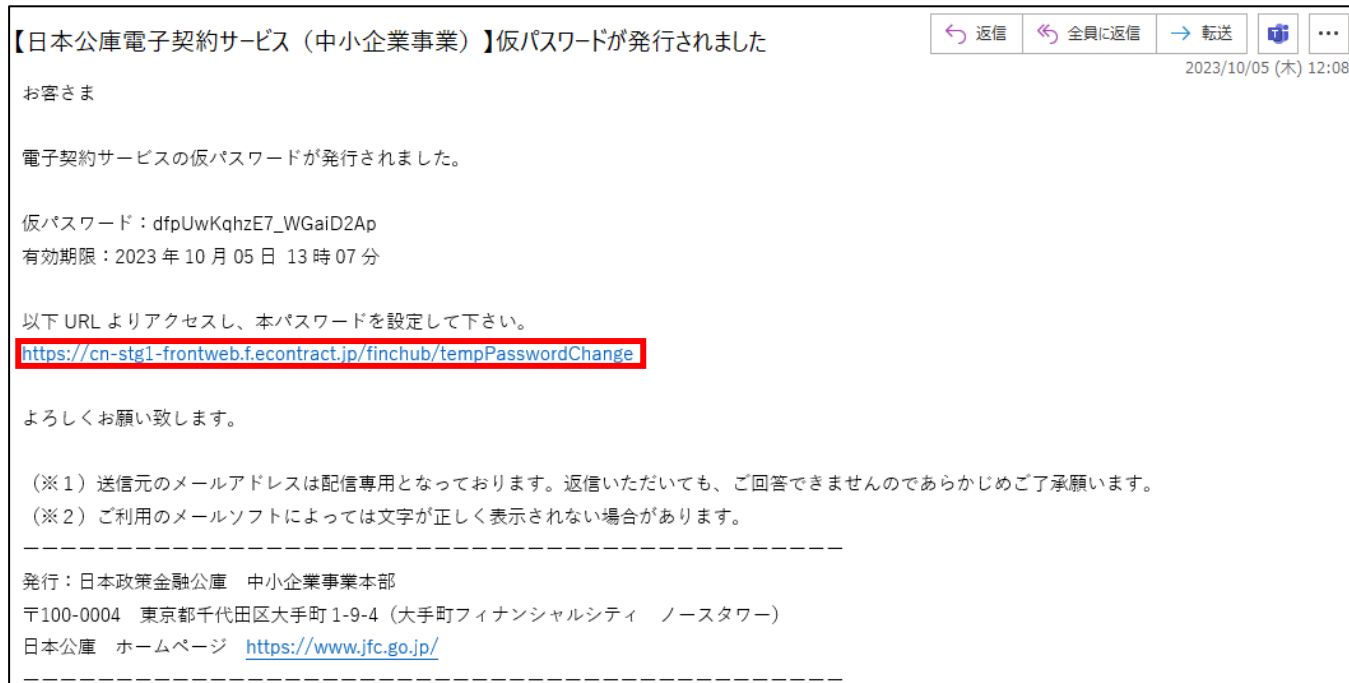 【日本公庫電子契約サービス（中小企業事業）】仮パスワードが発行されました
返信
全員に返信
転送
2023/10/05 (木) 12:08
お客さま
電子契約サービスの仮パスワードが発行されました。
仮パスワード：dfpUwKqhzE7_WGaiD2Ap
有効期限：2023 年 10 月 05 日 13 時 07 分
以下 URL よりアクセスし、本パスワードを設定して下さい。
https://cn-stg1-frontweb.f.econtract.jp/finchub/tempPasswordChange
よろしくお願い致します。
（※１）送信元のメールアドレスは配信専用となっております。返信いただいても、ご回答できませんのであらかじめご了承願います。
（※２）ご利用のメールソフトによっては文字が正しく表示されない場合があります。
ーーーーーーーーーーーーーーーーーーーーーーーーーーーーーーーーーーーーーーーーーーーー
発行：日本政策金融公庫　中小企業事業本部
〒100-0004　東京都千代田区大手町 1-9-4（大手町フィナンシャルシティ　ノースタワー）
日本公庫　ホームページ　https://www.jfc.go.jp/
ーーーーーーーーーーーーーーーーーーーーーーーーーーーーーーーーーーーーーーーーーーーー